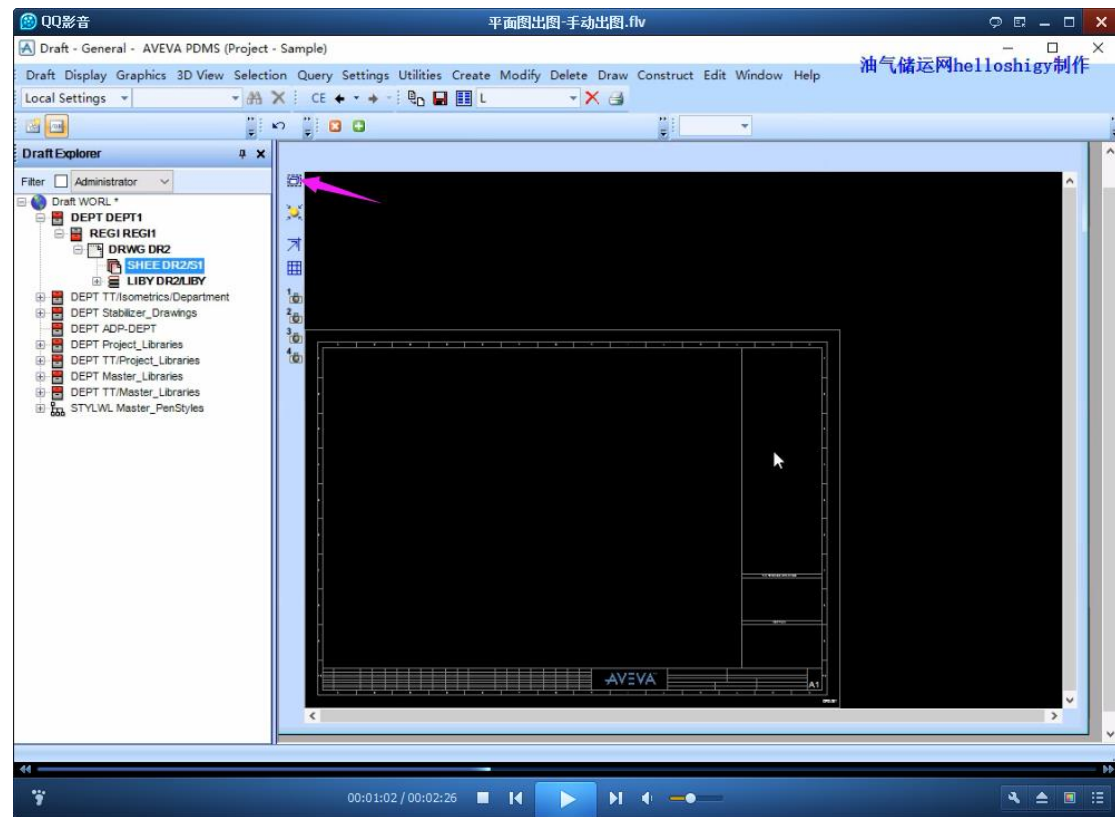 QQ影音
平面图出图-手动出图.flv
Draft - General - AVEVA PDMS (Project - Sample)
油气储运网helloshigy制作
Draft Display Graphics 3D View Selection Query Settings Utilities Create Modify Delete Draw Construct Edit Window Help
Local Settings
CE
L
Draft Explorer
Filter Administrator
Draft WORL *
DEPT DEPT1
REGI REGI1
DRWG DR2
SHEE DR2/S1
LIBY DR2/LIBY
DEPT TT/Isometrics/Department
DEPT Stabilizer_Drawings
DEPT ADP-DEPT
DEPT Project_Libraries
DEPT TT/Project_Libraries
DEPT Master_Libraries
DEPT TT/Master_Libraries
STYLWL Master_PenStyles
1
2
3
4
AVEVA
A1
00:01:02 / 00:02:26